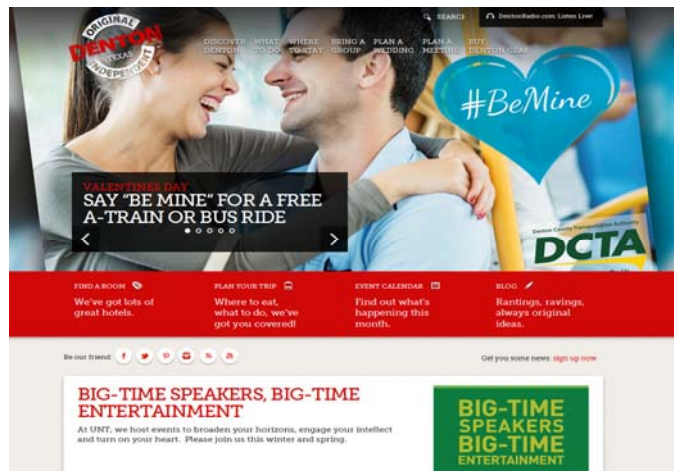 SEARCH
DentonRadio.com: Listen Live!
ORIGINAL
DENTON
TEXAS
INDEPENDENT
DISCOVER DENTON
WHAT TO DO
WHERE TO STAY
BRING A GROUP
PLAN A WEDDING
PLAN A MEETING
BUY DENTON GEAR
#BeMine
VALENTINES DAY
SAY "BE MINE" FOR A FREE
A-TRAIN OR BUS RIDE
Denton County Transportation Authority
DCTA
FIND A ROOM
We've got lots of
great hotels.
PLAN YOUR TRIP
Where to eat,
what to do, we've
got you covered!
EVENT CALENDAR
Find out what's
happening this
month.
BLOG
Rantings, ravings,
always original
ideas.
Be our friend:
Get you some news: sign up now
BIG-TIME SPEAKERS, BIG-TIME
ENTERTAINMENT
At UNT, we host events to broaden your horizons, engage your intellect
and turn on your heart. Please join us this winter and spring.
BIG-TIME
SPEAKERS
BIG-TIME
ENTERTAINMENT